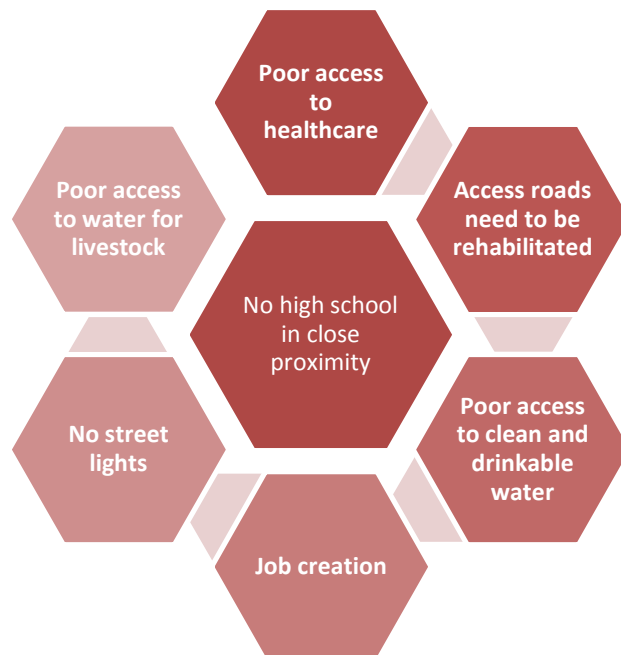 Poor access
to
healthcare
Access roads
need to be
rehabilitated
Poor access
to clean and
drinkable
water
Job creation
No street
lights
Poor access
to water for
livestock
No high school
in close
proximity